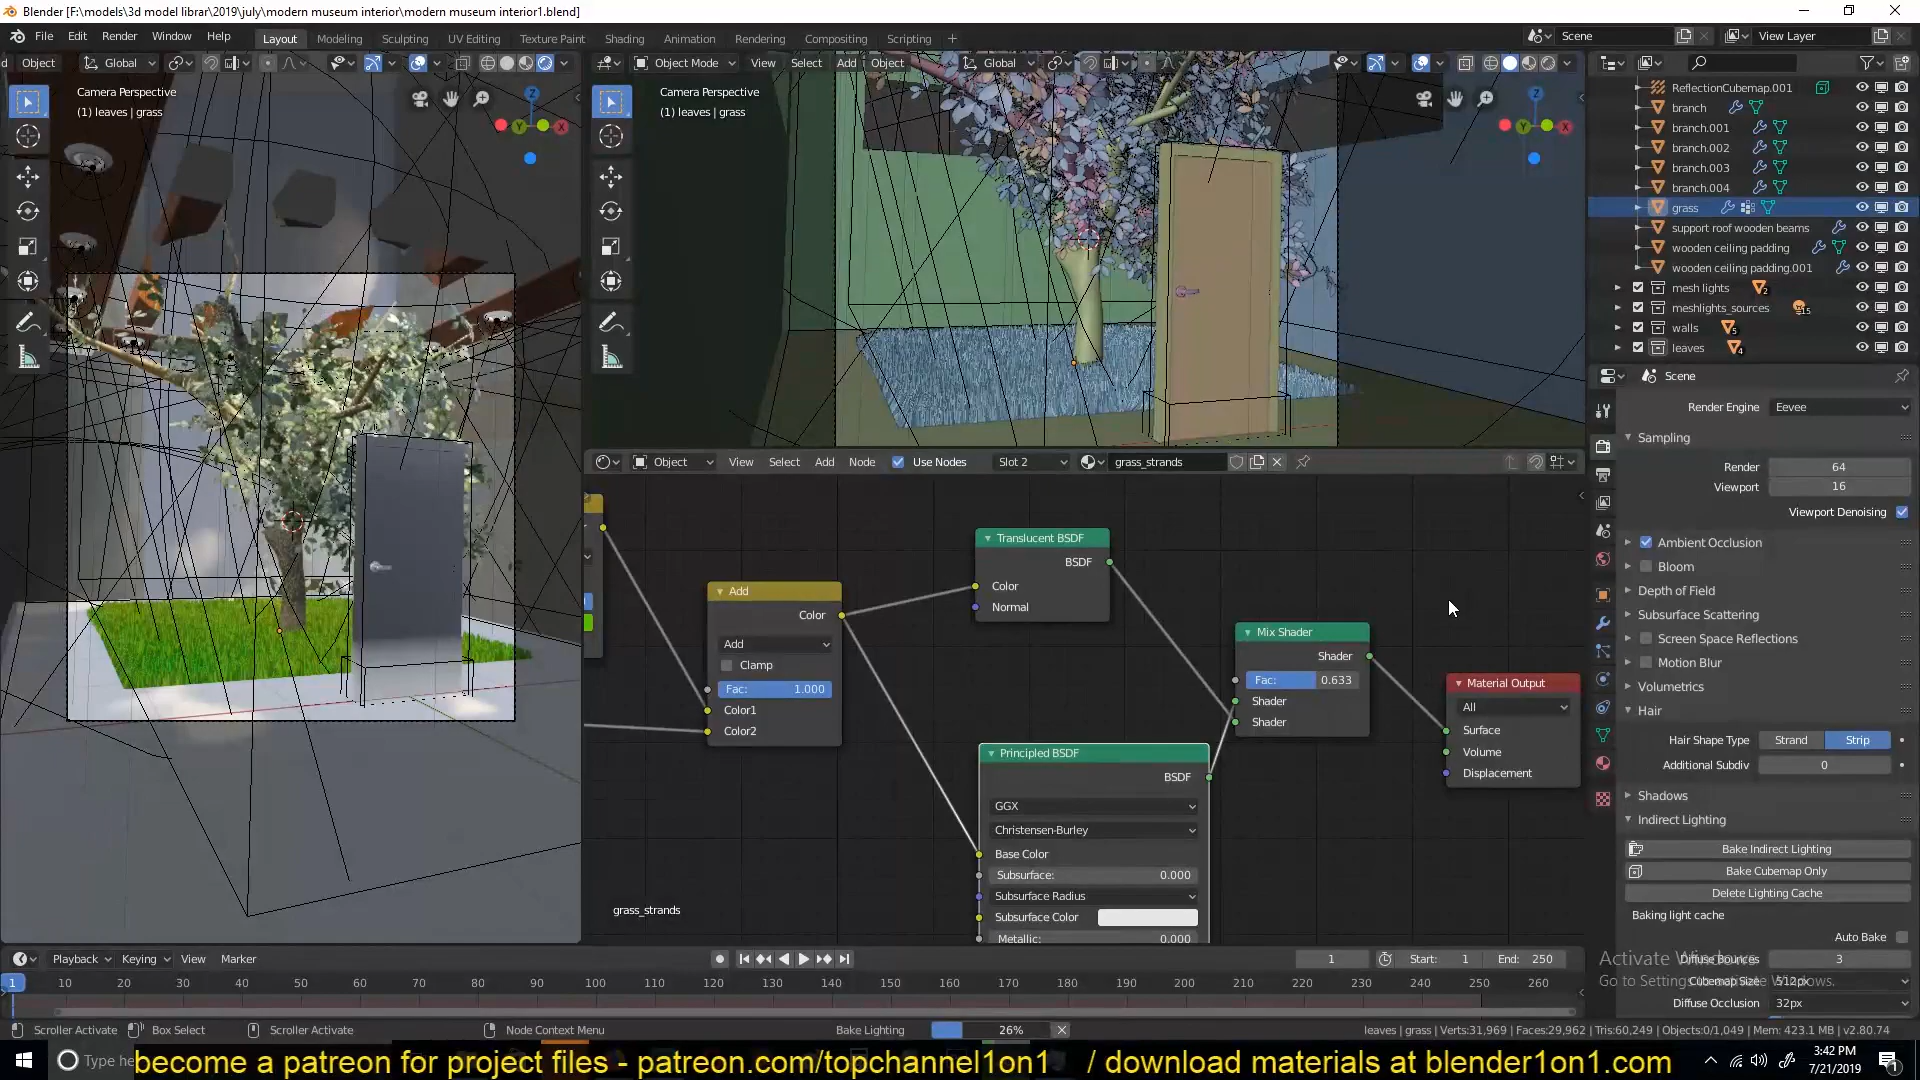 Blender [F:\models\3d model librar\2019\july\modern museum interior\modern museum interior1.blend]
File Edit Render Window Help
Layout Modeling Sculpting UV Editing Texture Paint Shading Animation Rendering Compositing Scripting +
Scene
View Layer
Object Global
Object Mode View Select Add Object Global
Camera Perspective
(1) leaves | grass
Camera Perspective
(1) leaves | grass
ReflectionCubemap.001
branch
branch.001
branch.002
branch.003
branch.004
grass
support roof wooden beams
wooden ceiling padding
wooden ceiling padding.001
mesh lights 2
meshlights_sources 15
walls 5
leaves 4
Scene
Render Engine Eevee
Sampling
Render 64
Viewport 16
Viewport Denoising
Ambient Occlusion
Bloom
Depth of Field
Subsurface Scattering
Screen Space Reflections
Motion Blur
Volumetrics
Hair
Hair Shape Type Strand Strip
Additional Subdiv 0
Shadows
Indirect Lighting
Bake Indirect Lighting
Bake Cubemap Only
Delete Lighting Cache
Baking light cache
Auto Bake
Diffuse Bounces 3
Cubemap Size 512px
Diffuse Occlusion 32px
Activate Windows
Go to Settings to activate Windows.
Object View Select Add Node Use Nodes Slot 2 grass_strands
Add
Color
Add
Clamp
Fac: 1.000
Color1
Color2
Translucent BSDF
BSDF
Color
Normal
Principled BSDF
BSDF
GGX
Christensen-Burley
Base Color
Subsurface: 0.000
Subsurface Radius
Subsurface Color
Metallic: 0.000
Mix Shader
Shader
Fac: 0.633
Shader
Shader
Material Output
All
Surface
Volume
Displacement
grass_strands
Playback Keying View Marker
1 Start: 1 End: 250
1 10 20 30 40 50 60 70 80 90 100 110 120 130 140 150 160 170 180 190 200 210 220 230 240 250
Scroller Activate Box Select Scroller Activate Node Context Menu Bake Lighting 26%
leaves | grass | Verts:31,969 | Faces:29,962 | Tris:60,249 | Objects:0/1,049 | Mem: 423.1 MB | v2.80.74
Type he
become a patreon for project files - patreon.com/topchannel1on1 / download materials at blender1on1.com
3:42 PM
7/21/2019
1